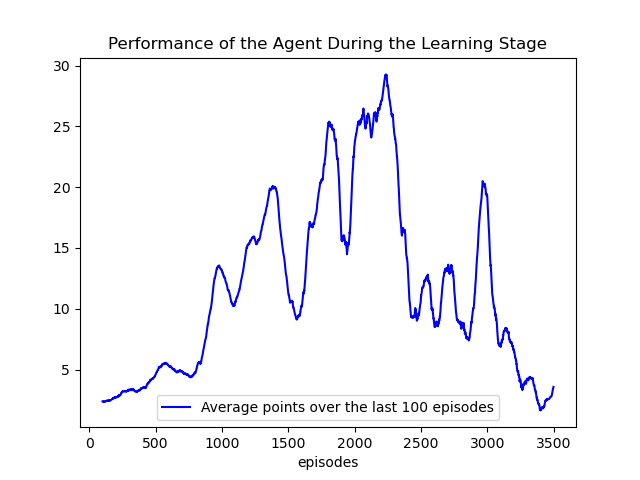 Performance of the Agent During the Learning Stage
30
25
20
15
10
5
Average points over the last 100 episodes
0 500 1000 1500 2000 2500 3000 3500
episodes